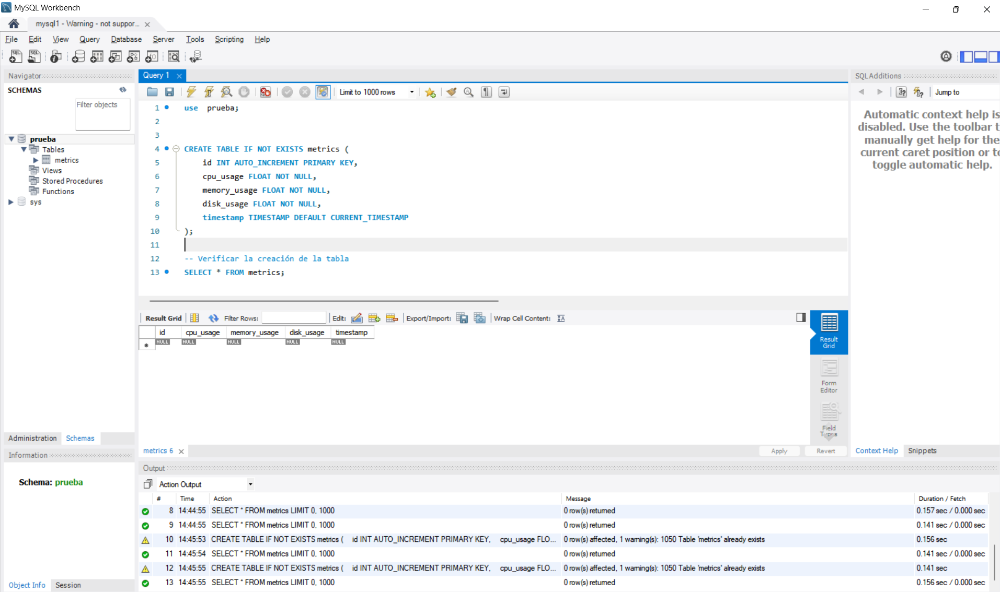 MySQL Workbench
mysql1 - Warning - not suppor...
File Edit View Query Database Server Tools Scripting Help
Navigator
SCHEMAS
Filter objects
prueba
Tables
metrics
Views
Stored Procedures
Functions
sys
Administration Schemas
Information
Schema: prueba
Object Info Session
Query 1
Limit to 1000 rows
1 use prueba;
2
3
4 CREATE TABLE IF NOT EXISTS metrics (
5 id INT AUTO_INCREMENT PRIMARY KEY,
6 cpu_usage FLOAT NOT NULL,
7 memory_usage FLOAT NOT NULL,
8 disk_usage FLOAT NOT NULL,
9 timestamp TIMESTAMP DEFAULT CURRENT_TIMESTAMP
10 );
11
12 -- Verificar la creación de la tabla
13 SELECT * FROM metrics;
Result Grid Filter Rows: Edit: Export/Import: Wrap Cell Content:
id cpu_usage memory_usage disk_usage timestamp
NULL NULL NULL NULL NULL
Result
Grid
Form
Editor
Field
Types
metrics 6
Apply Revert
SQLAdditions
Jump to
Automatic context help is
disabled. Use the toolbar t
manually get help for the
current caret position or to
toggle automatic help.
Context Help Snippets
Output
Action Output
# Time Action Message Duration / Fetch
8 14:44:55 SELECT * FROM metrics LIMIT 0, 1000 0 row(s) returned 0.157 sec / 0.000 sec
9 14:44:55 SELECT * FROM metrics LIMIT 0, 1000 0 row(s) returned 0.141 sec / 0.000 sec
10 14:45:53 CREATE TABLE IF NOT EXISTS metrics ( id INT AUTO_INCREMENT PRIMARY KEY, cpu_usage FLO... 0 row(s) affected, 1 warning(s): 1050 Table 'metrics' already exists 0.156 sec
11 14:45:54 SELECT * FROM metrics LIMIT 0, 1000 0 row(s) returned 0.141 sec / 0.000 sec
12 14:45:55 CREATE TABLE IF NOT EXISTS metrics ( id INT AUTO_INCREMENT PRIMARY KEY, cpu_usage FLO... 0 row(s) affected, 1 warning(s): 1050 Table 'metrics' already exists 0.141 sec
13 14:45:55 SELECT * FROM metrics LIMIT 0, 1000 0 row(s) returned 0.156 sec / 0.000 sec